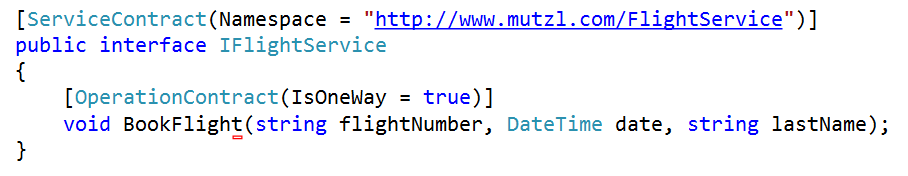 [ServiceContract(Namespace = "http://www.mutzl.com/FlightService")]
public interface IFlightService
{
    [OperationContract(IsOneWay = true)]
    void BookFlight(string flightNumber, DateTime date, string lastName);
}